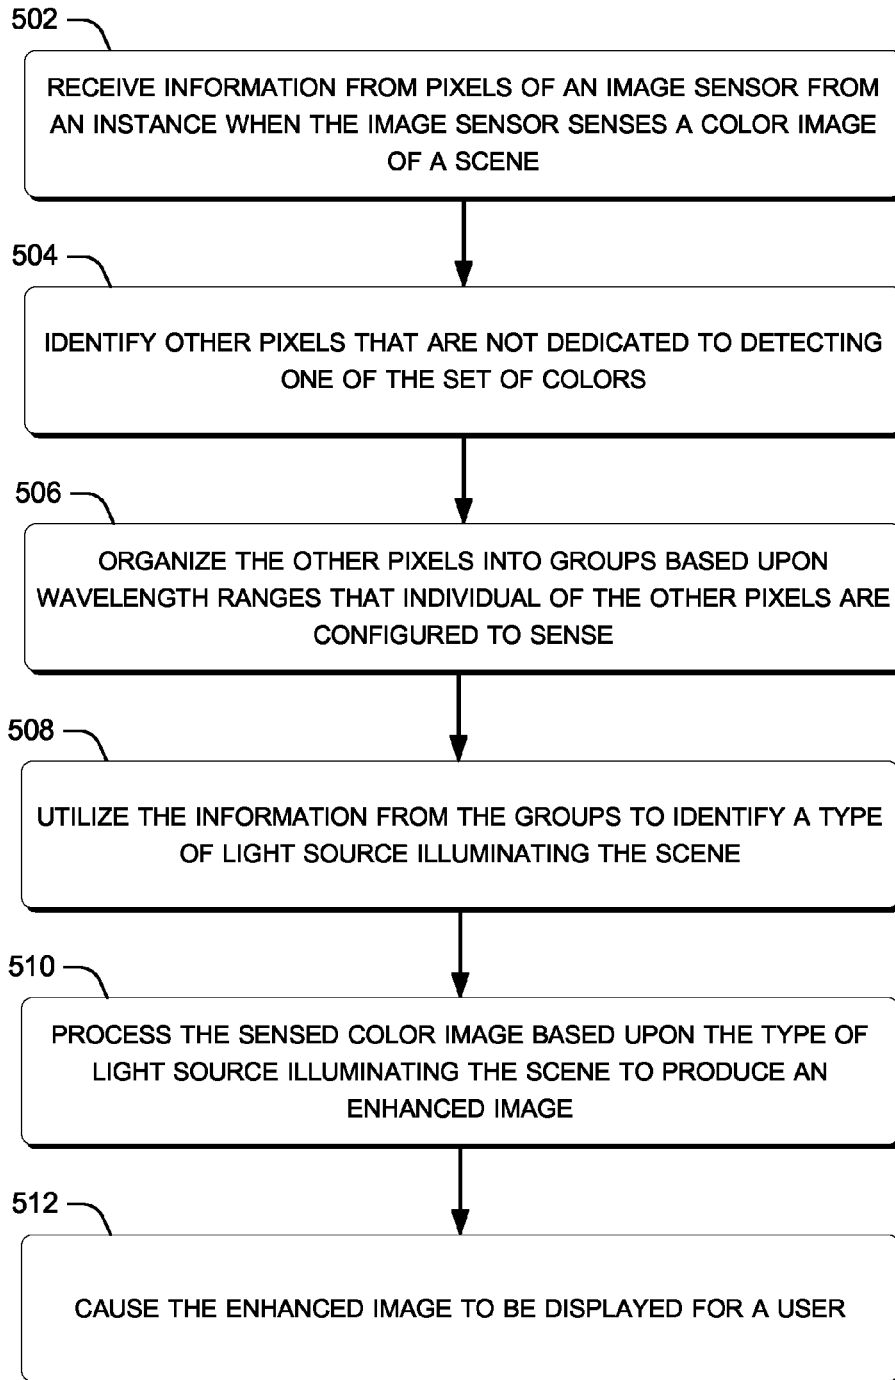 502
RECEIVE INFORMATION FROM PIXELS OF AN IMAGE SENSOR FROM
AN INSTANCE WHEN THE IMAGE SENSOR SENSES A COLOR IMAGE
OF A SCENE
504
IDENTIFY OTHER PIXELS THAT ARE NOT DEDICATED TO DETECTING
ONE OF THE SET OF COLORS
506
ORGANIZE THE OTHER PIXELS INTO GROUPS BASED UPON
WAVELENGTH RANGES THAT INDIVIDUAL OF THE OTHER PIXELS ARE
CONFIGURED TO SENSE
508
UTILIZE THE INFORMATION FROM THE GROUPS TO IDENTIFY A TYPE
OF LIGHT SOURCE ILLUMINATING THE SCENE
510
PROCESS THE SENSED COLOR IMAGE BASED UPON THE TYPE OF
LIGHT SOURCE ILLUMINATING THE SCENE TO PRODUCE AN
ENHANCED IMAGE
512
CAUSE THE ENHANCED IMAGE TO BE DISPLAYED FOR A USER